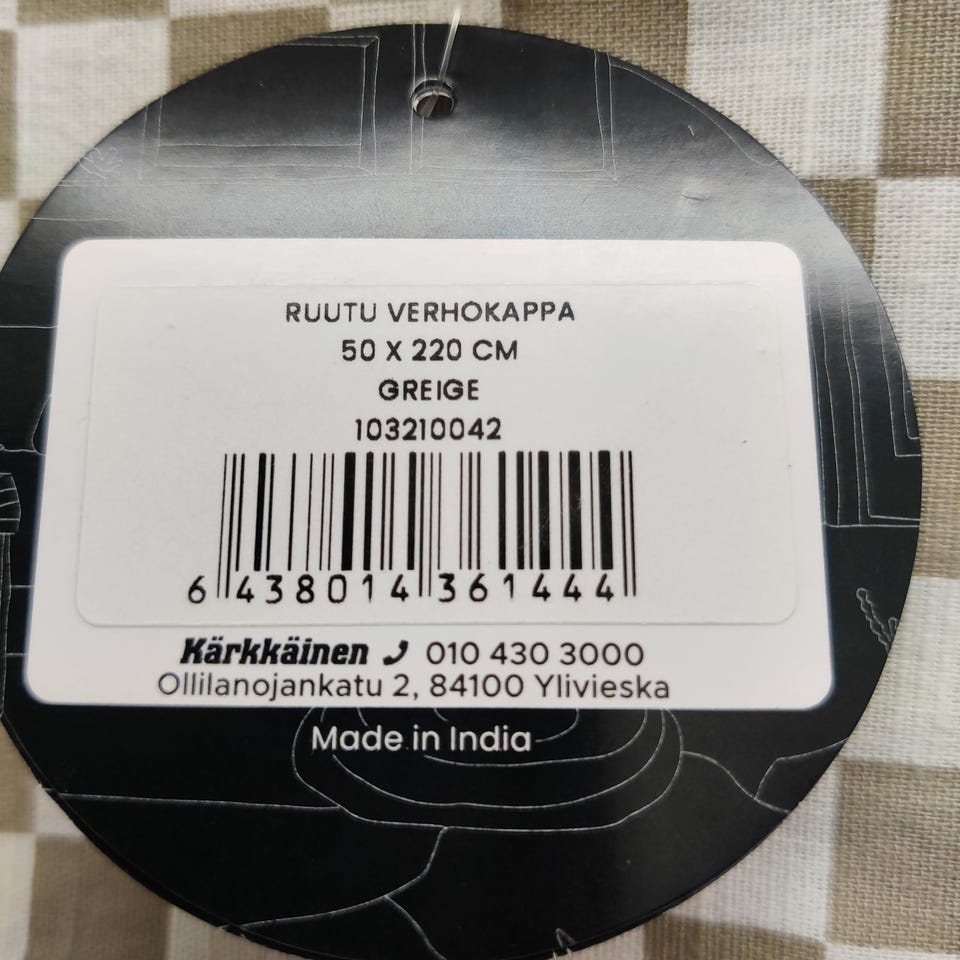 RUUTU VERHOKAPPA
50 X 220 CM
GREIGE
103210042
6 438014 361444
Kärkkäinen 010 430 3000
Ollilanojankatu 2, 84100 Ylivieska
Made in India